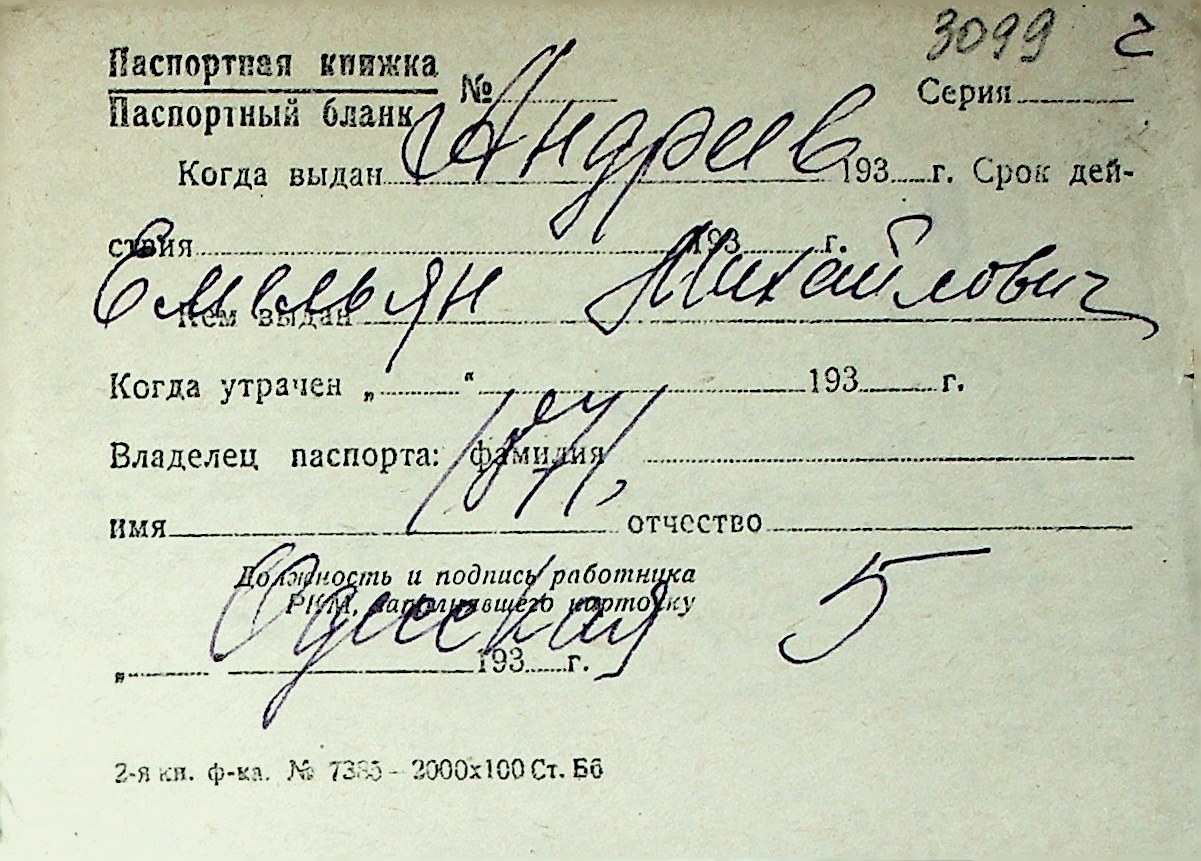 3099 г
Паспортная книжка
Паспортный бланк № Серия
Андреев
Когда выдан 193 г. Срок дей-
ствия 193 г.
Емельян Михайлович
Кем выдан
Когда утрачен „ “ 193 г.
Владелец паспорта: фамилия
имя отчество
Должность и подпись работника
РКМ, заполнявшего карточку
Одесская 5
„ 193 г.
2-я кн. ф-ка. № 7385 – 2000х100 Ст. Бб